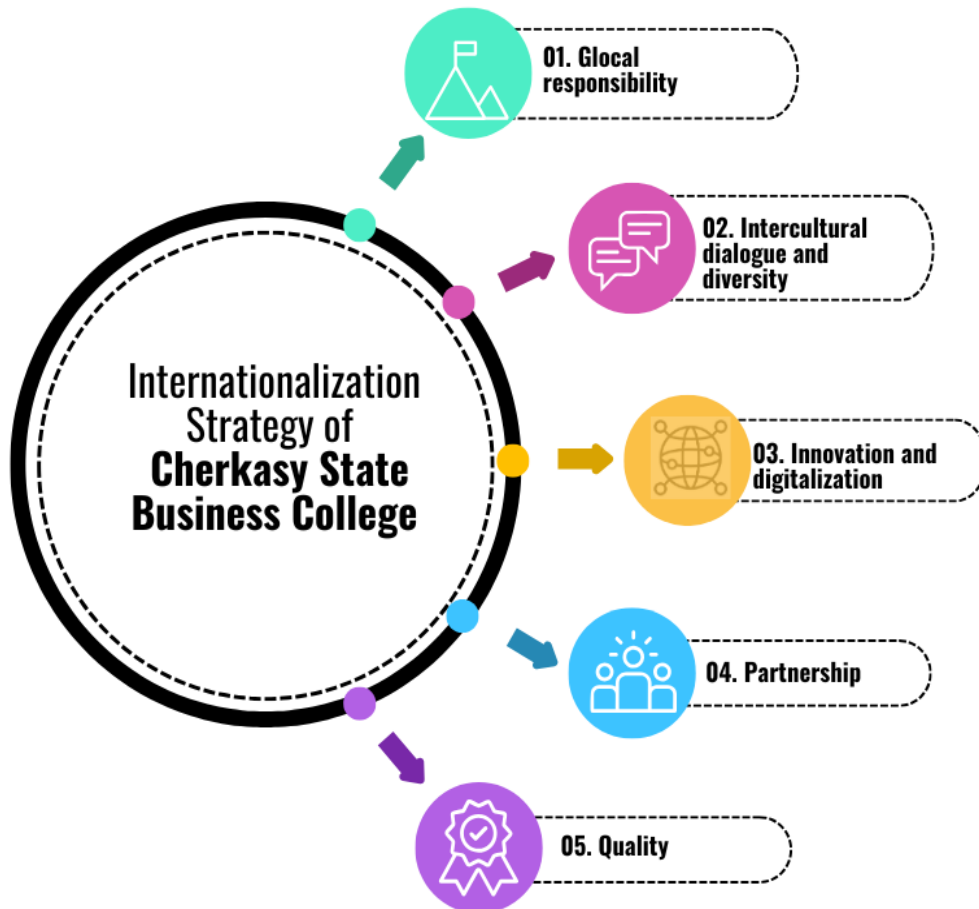 Internationalization
Strategy of
Cherkasy State
Business College
01. Glocal
responsibility
02. Intercultural
dialogue and
diversity
03. Innovation and
digitalization
04. Partnership
05. Quality